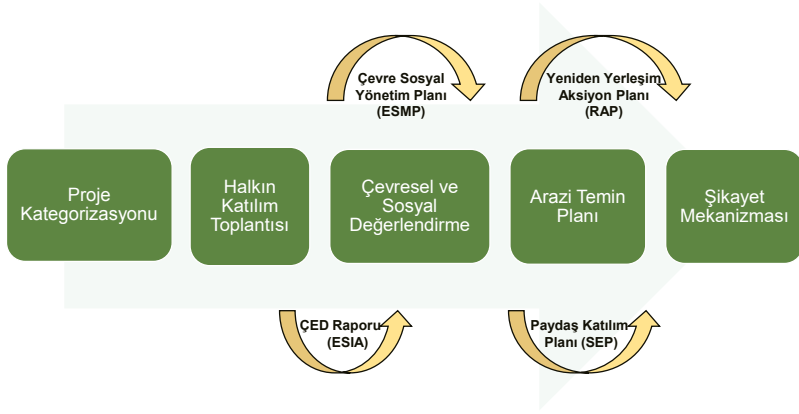 Çevre Sosyal
Yönetim Planı
(ESMP)
Yeniden Yerleşim
Aksiyon Planı
(RAP)
Proje
Kategorizasyonu
Halkın
Katılım
Toplantısı
Çevresel ve
Sosyal
Değerlendirme
Arazi Temin
Planı
Şikayet
Mekanizması
ÇED Raporu
(ESIA)
Paydaş Katılım
Planı (SEP)